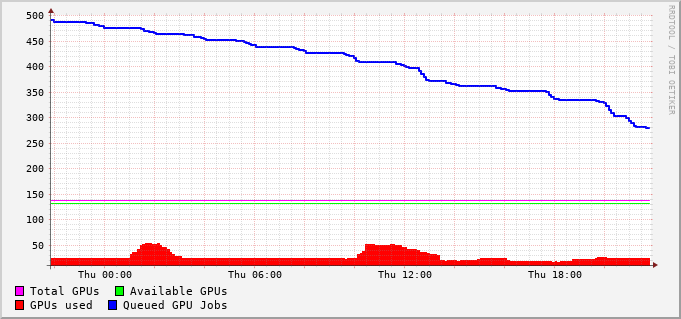 500
450
400
350
300
250
200
150
100
50
Thu 00:00 Thu 06:00 Thu 12:00 Thu 18:00
Total GPUs Available GPUs
GPUs used Queued GPU Jobs
RRDTOOL / TOBI OETIKER